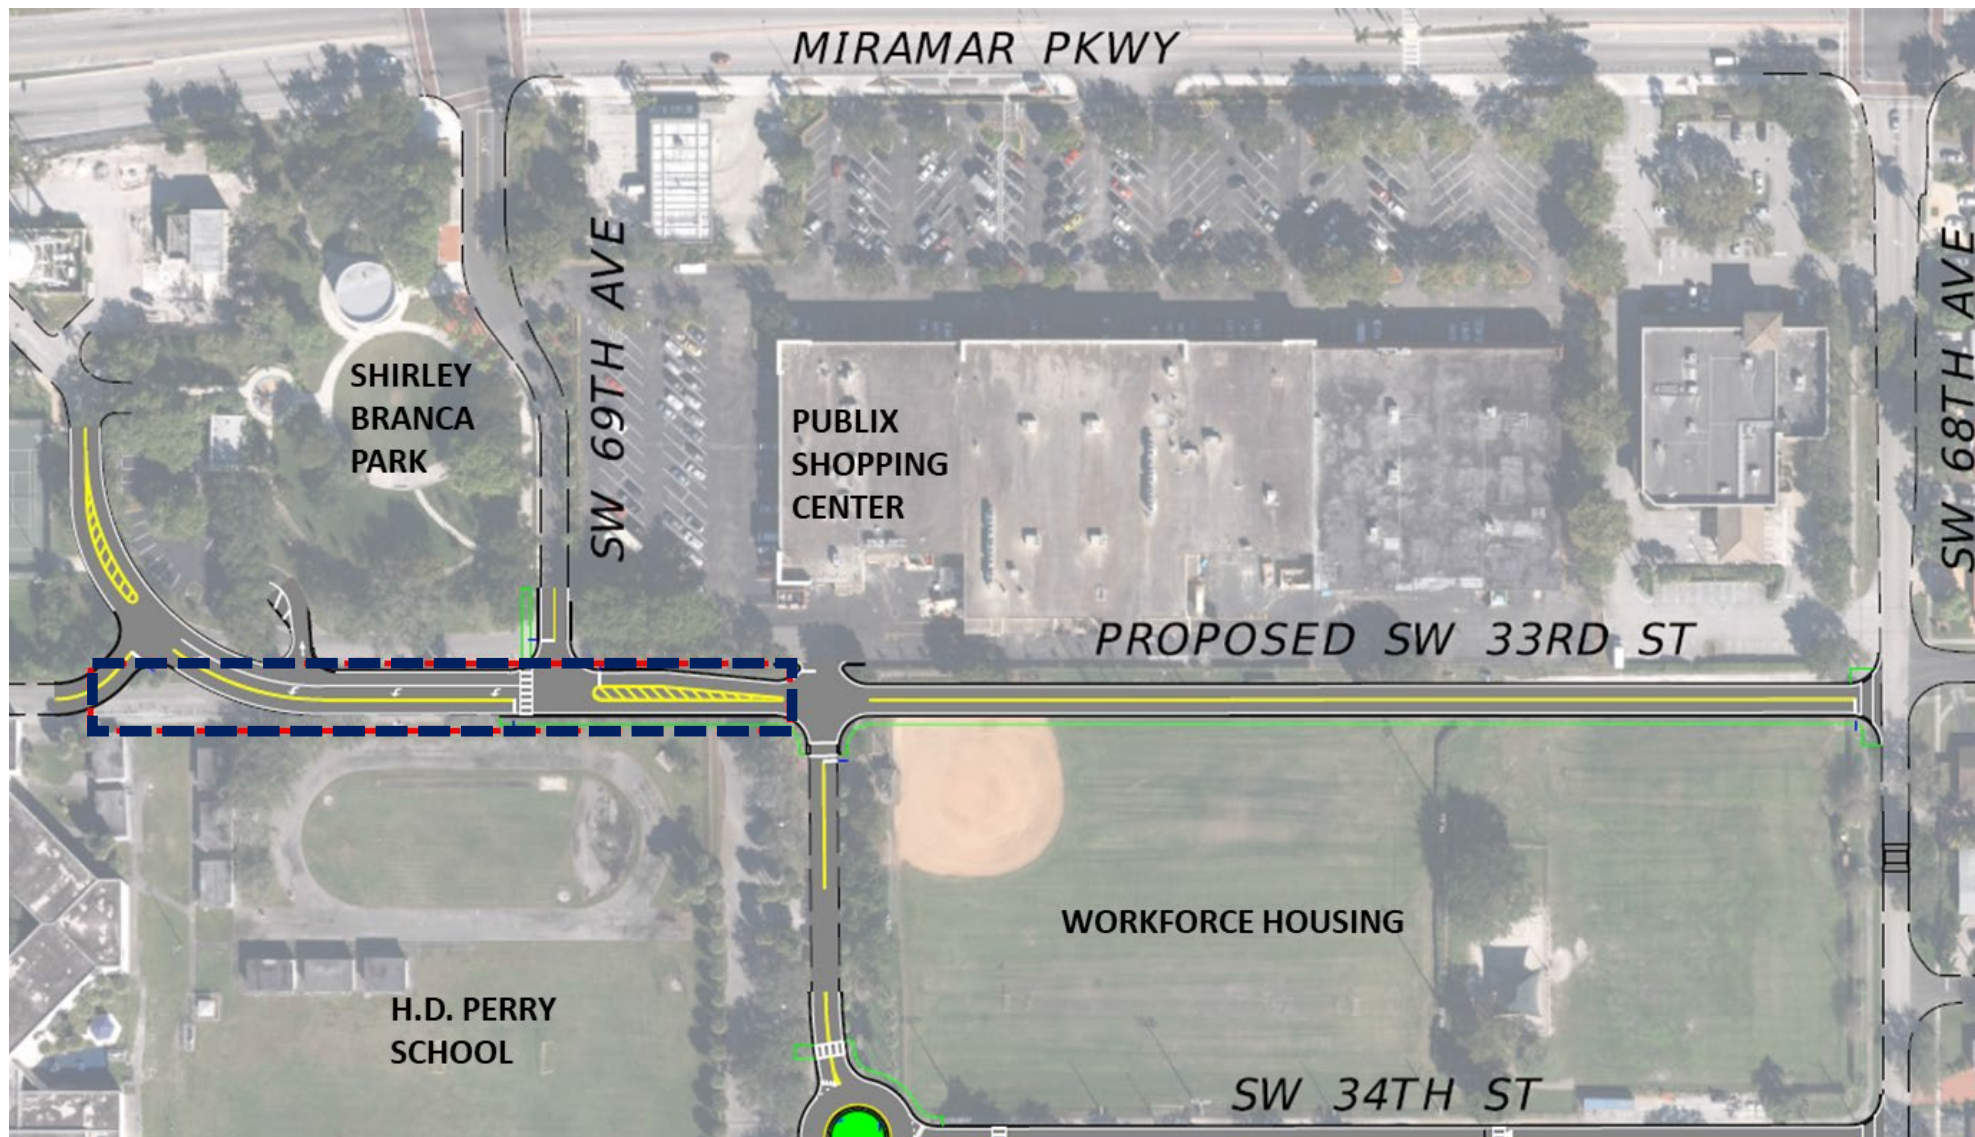 MIRAMAR PKWY
SW 69TH AVE
SW 68TH AVE
SHIRLEY
BRANCA
PARK
PUBLIX
SHOPPING
CENTER
PROPOSED SW 33RD ST
WORKFORCE HOUSING
H.D. PERRY
SCHOOL
SW 34TH ST